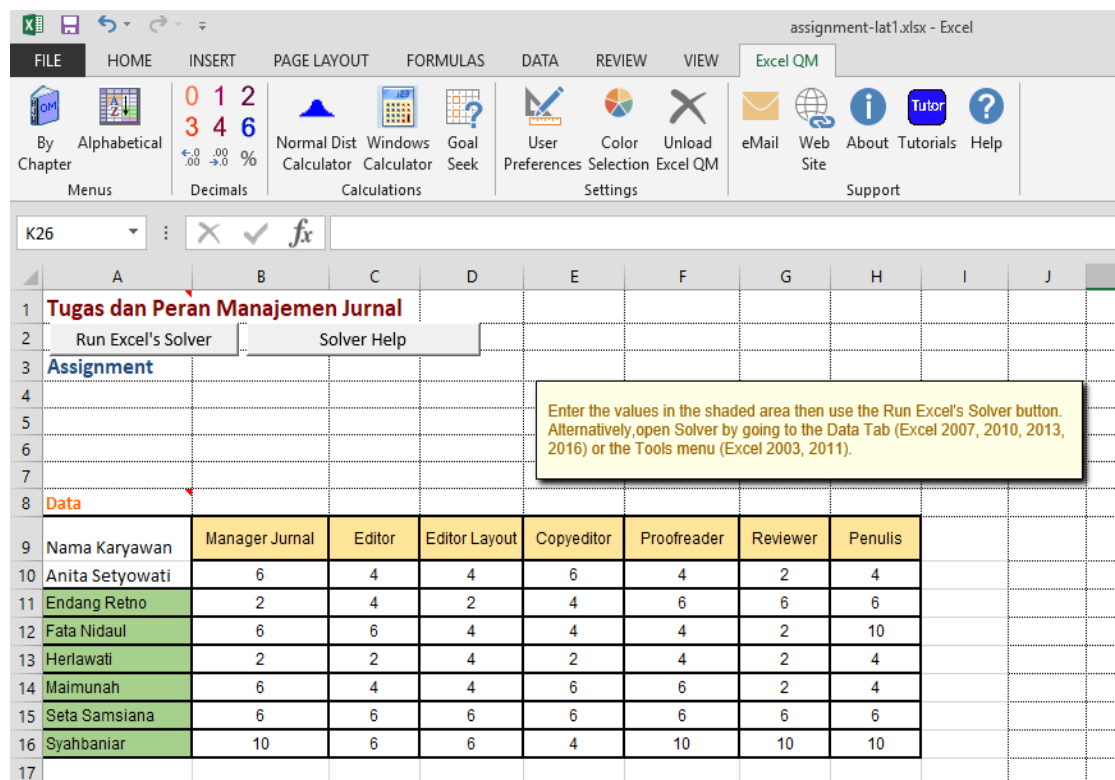 assignment-lat1.xlsx - Excel
FILE HOME INSERT PAGE LAYOUT FORMULAS DATA REVIEW VIEW Excel QM
0 1 2
QM Tutor
3 4 6
By Chapter Alphabetical Normal Dist Calculator Windows Calculator Goal Seek User Preferences Color Selection Unload Excel QM eMail Web Site About Tutorials Help
Menus Decimals Calculations Settings Support
K26 fx
A B C D E F G H I J
1 Tugas dan Peran Manajemen Jurnal
2 Run Excel's Solver Solver Help
3 Assignment
4
Enter the values in the shaded area then use the Run Excel's Solver button.
5 Alternatively,open Solver by going to the Data Tab (Excel 2007, 2010, 2013,
6 2016) or the Tools menu (Excel 2003, 2011).
7
8 Data
9 Nama Karyawan Manager Jurnal Editor Editor Layout Copyeditor Proofreader Reviewer Penulis
10 Anita Setyowati 6 4 4 6 4 2 4
11 Endang Retno 2 4 2 4 6 6 6
12 Fata Nidaul 6 6 4 4 4 2 10
13 Herlawati 2 2 4 2 4 2 4
14 Maimunah 6 4 4 6 6 2 4
15 Seta Samsiana 6 6 6 6 6 6 6
16 Syahbaniar 10 6 6 4 10 10 10
17